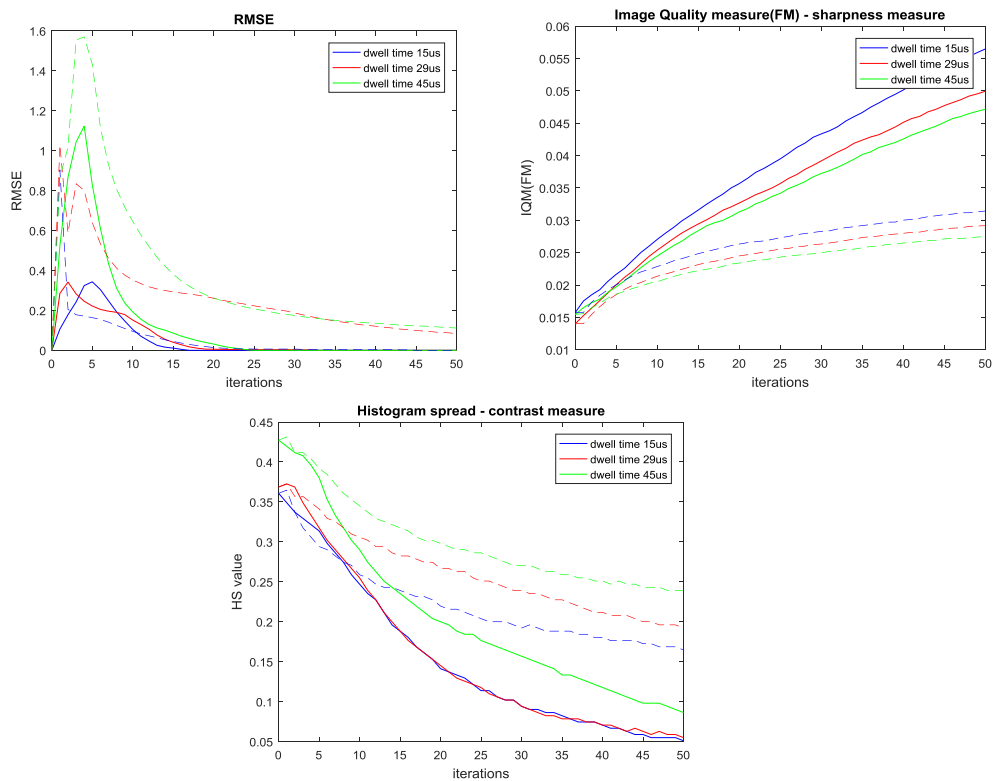 RMSE
1.6
1.4
1.2
1
0.8
0.6
0.4
0.2
0
RMSE
dwell time 15us
dwell time 29us
dwell time 45us
0 5 10 15 20 25 30 35 40 45 50
iterations
Image Quality measure(FM) - sharpness measure
0.06
0.055
0.05
0.045
0.04
0.035
0.03
0.025
0.02
0.015
0.01
IQM(FM)
dwell time 15us
dwell time 29us
dwell time 45us
0 5 10 15 20 25 30 35 40 45 50
iterations
Histogram spread - contrast measure
0.45
0.4
0.35
0.3
0.25
0.2
0.15
0.1
0.05
HS value
dwell time 15us
dwell time 29us
dwell time 45us
0 5 10 15 20 25 30 35 40 45 50
iterations